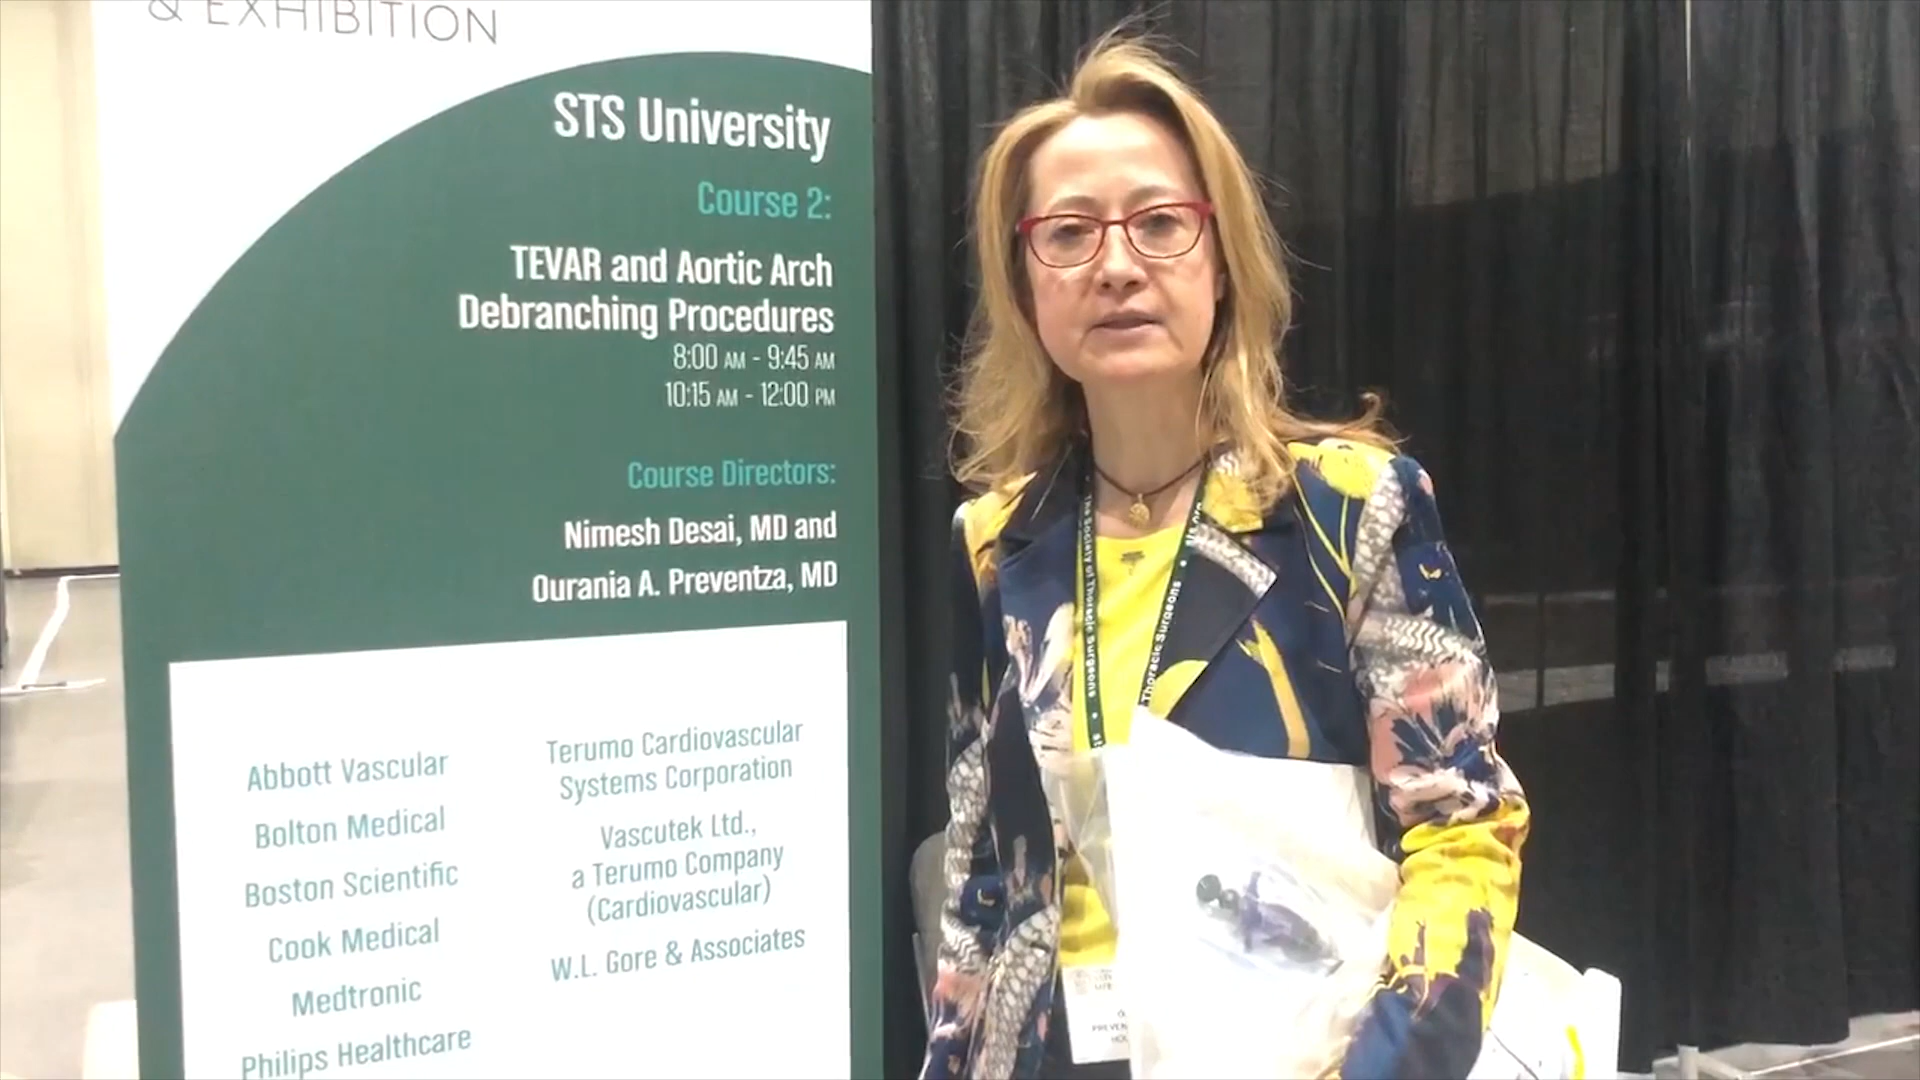 & EXHIBITION
STS University
Course 2:
TEVAR and Aortic Arch
Debranching Procedures
8:00 AM - 9:45 AM
10:15 AM - 12:00 PM
Course Directors:
Nimesh Desai, MD and
Ourania A. Preventza, MD
Abbott Vascular
Bolton Medical
Boston Scientific
Cook Medical
Medtronic
Philips Healthcare
Terumo Cardiovascular
Systems Corporation
Vascutek Ltd.,
a Terumo Company
(Cardiovascular)
W.L. Gore & Associates
The Society of Thoracic Surgeons
Thoracic Surgeons